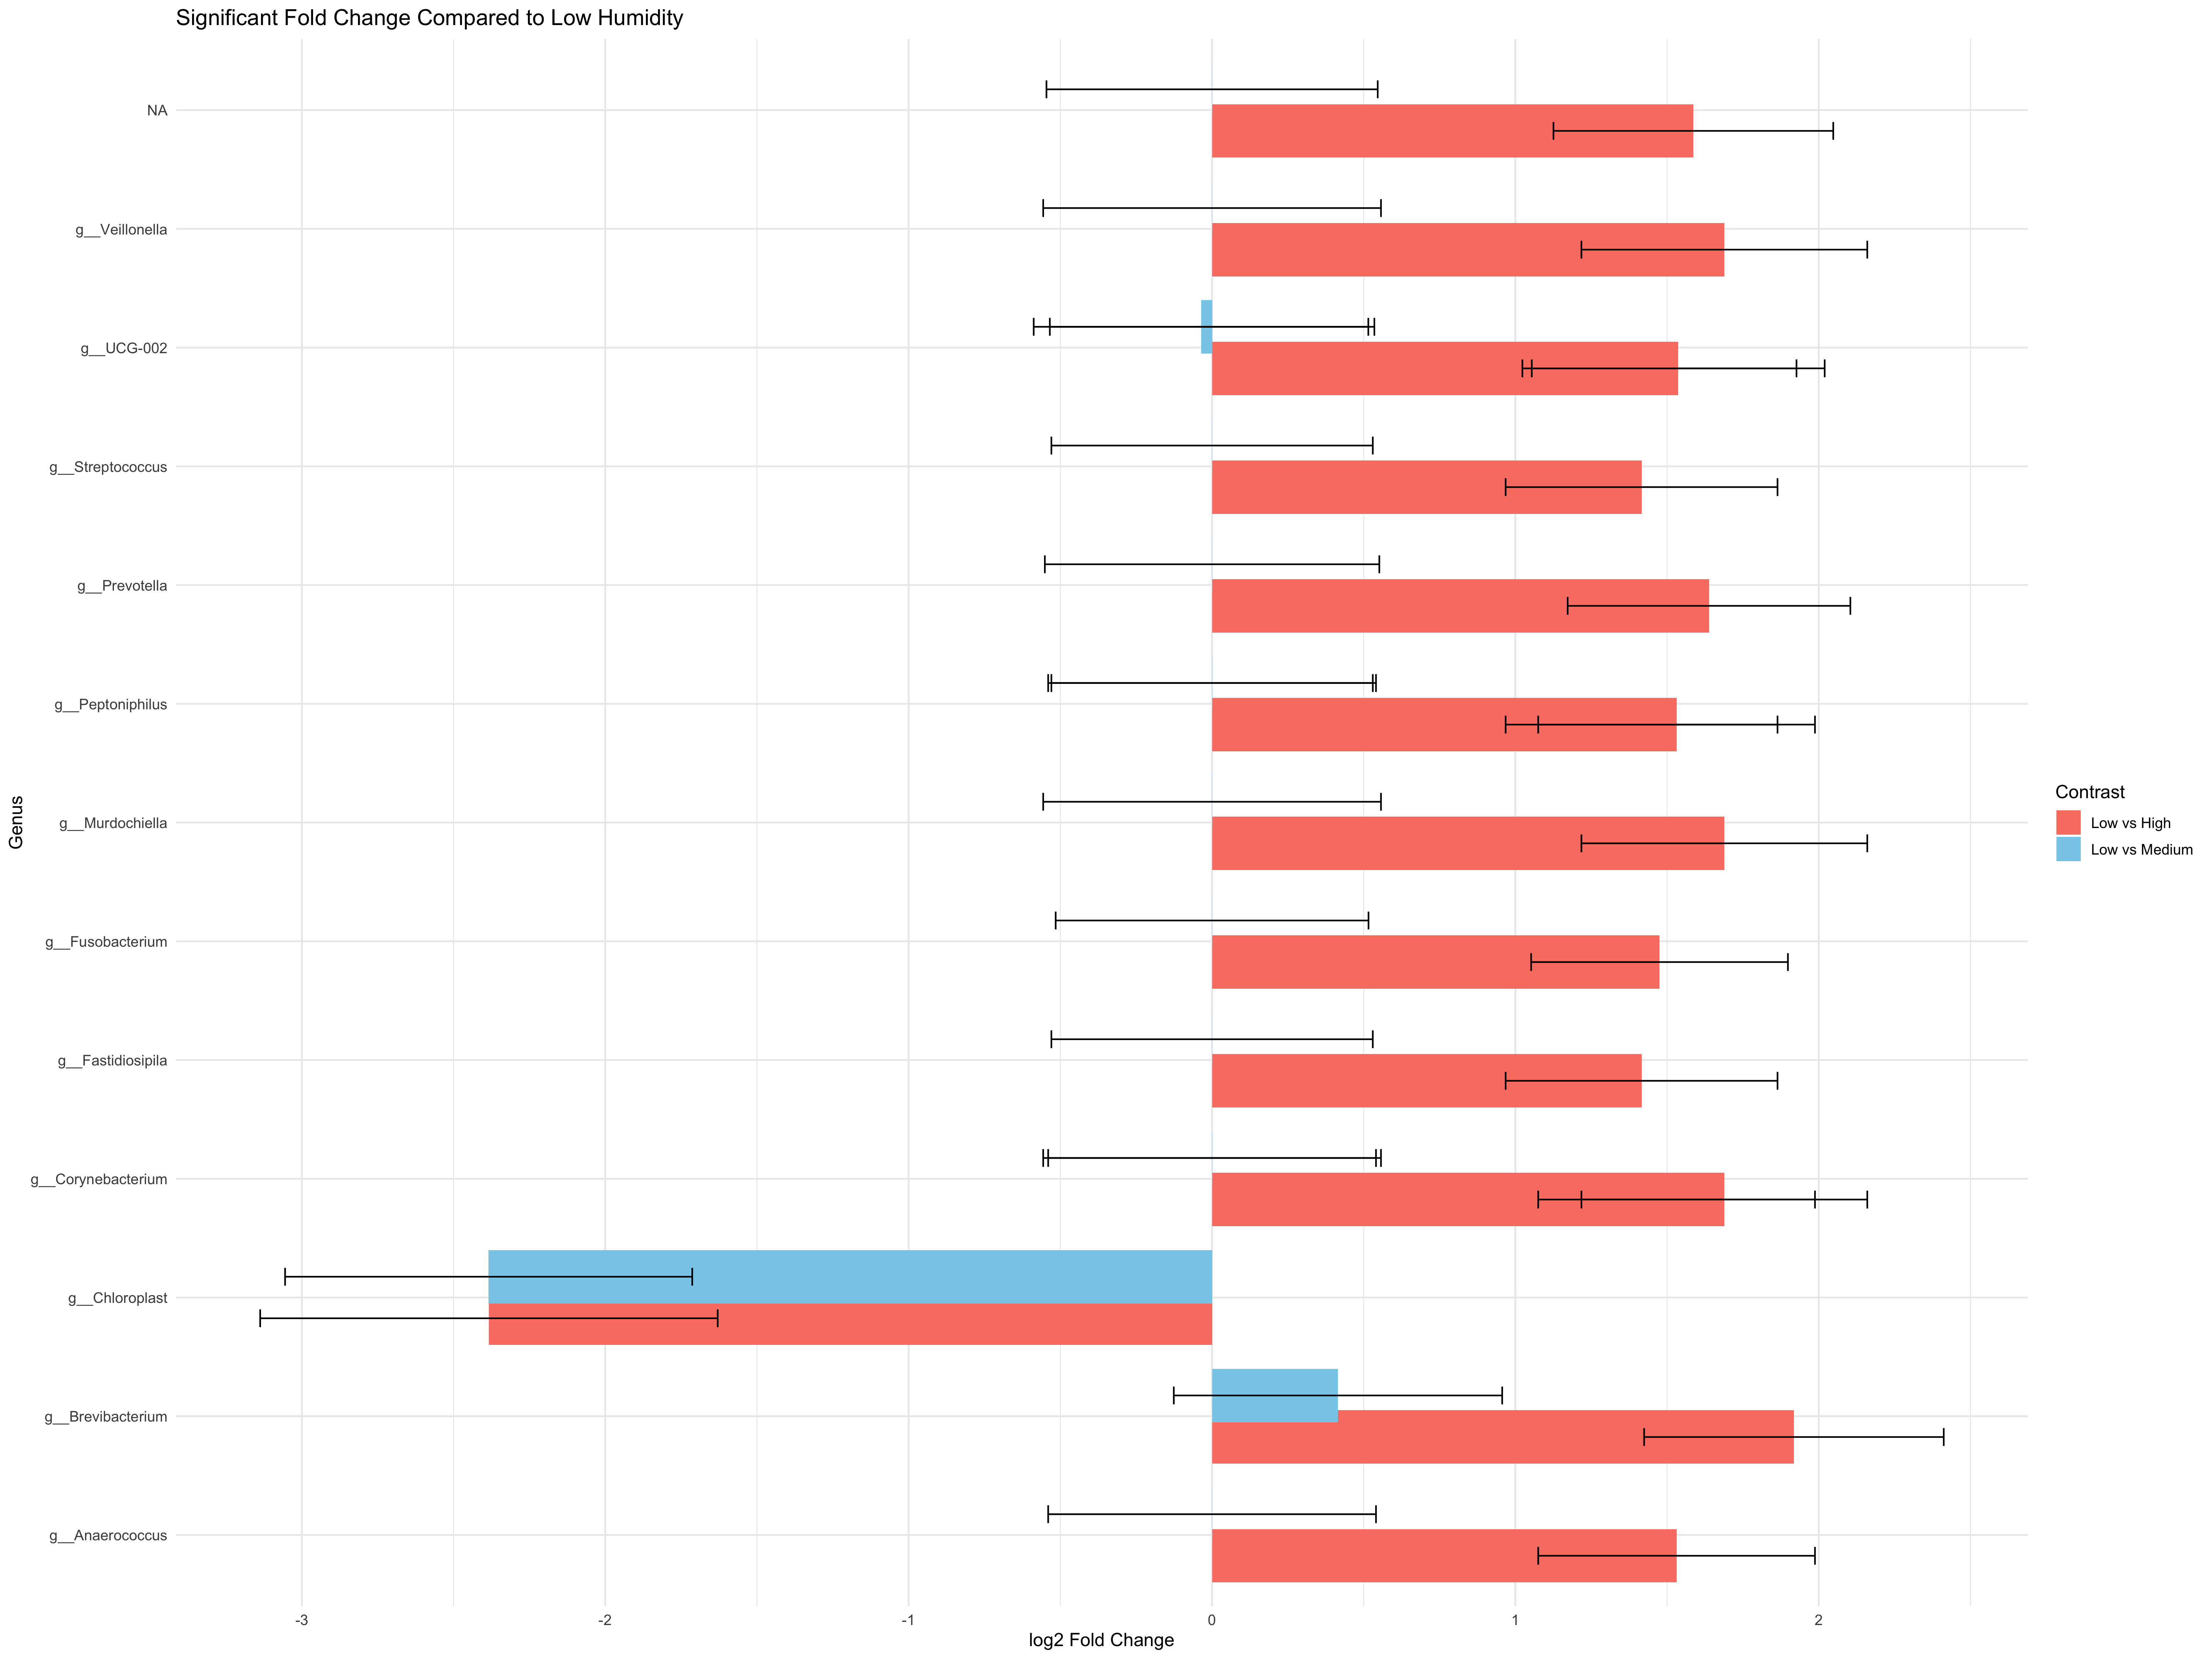 Significant Fold Change Compared to Low Humidity
NA
g__Veillonella
g__UCG-002
g__Streptococcus
g__Prevotella
g__Peptoniphilus
g__Murdochiella
g__Fusobacterium
g__Fastidiosipila
g__Corynebacterium
g__Chloroplast
g__Brevibacterium
g__Anaerococcus
Genus
-3 -2 -1 0 1 2
log2 Fold Change
Contrast
Low vs High
Low vs Medium